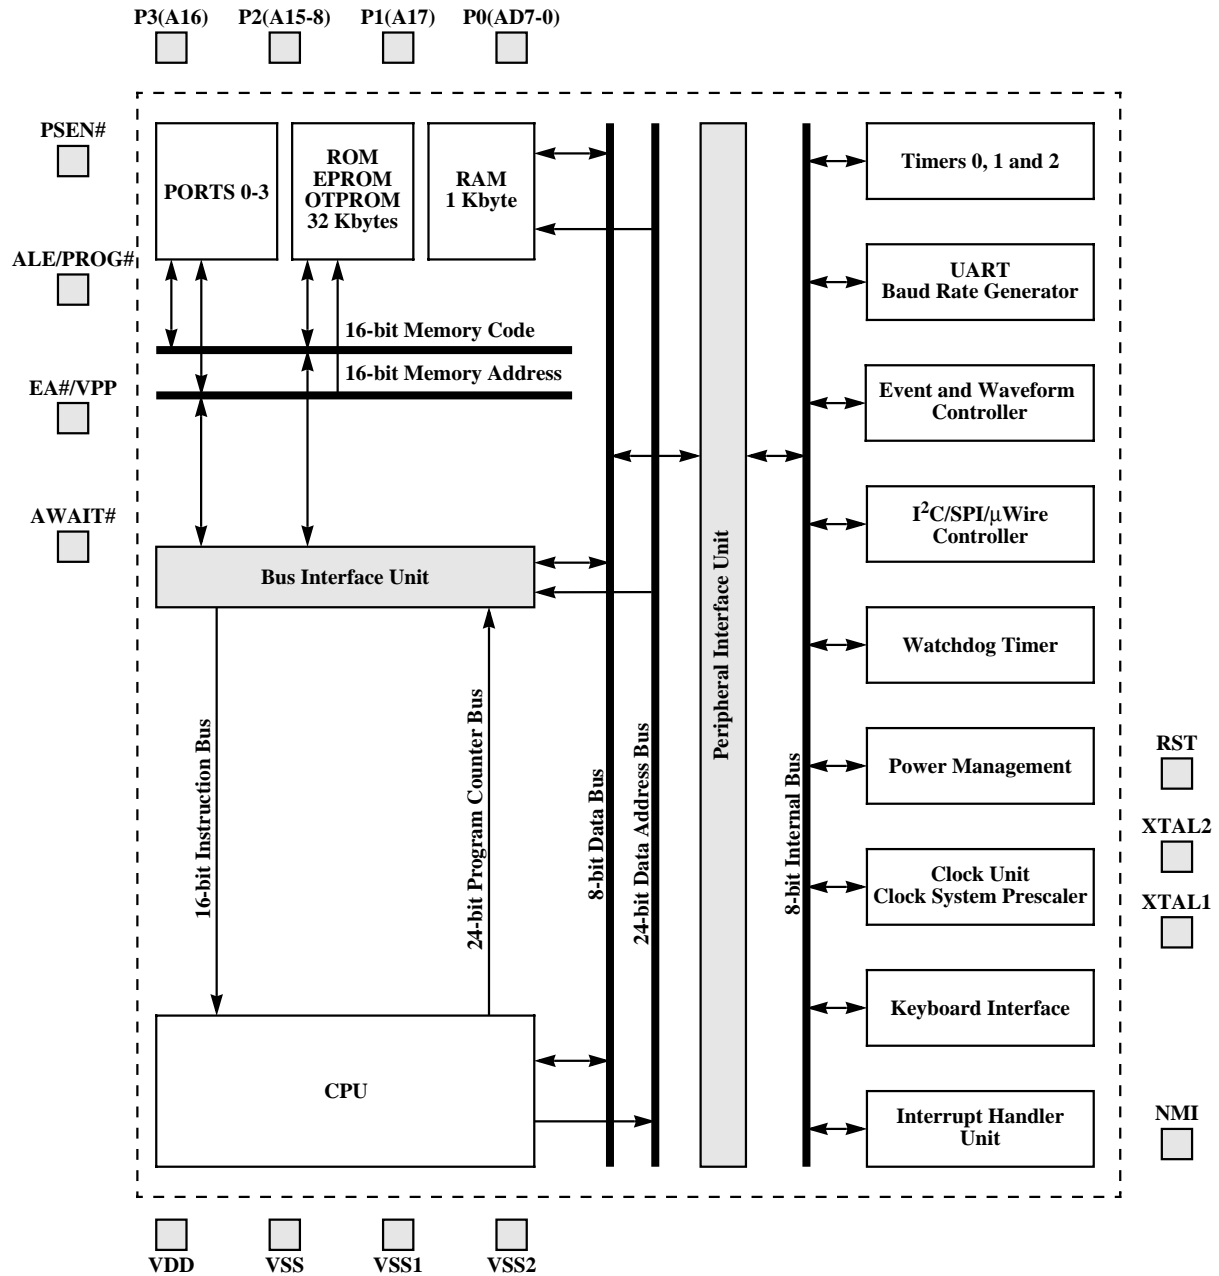 P3(A16)
P2(A15-8)
P1(A17)
P0(AD7-0)
PSEN#
ALE/PROG#
EA#/VPP
AWAIT#
PORTS 0-3
ROM
EPROM
OTPROM
32 Kbytes
RAM
1 Kbyte
16-bit Memory Code
16-bit Memory Address
Bus Interface Unit
16-bit Instruction Bus
24-bit Program Counter Bus
CPU
8-bit Data Bus
24-bit Data Address Bus
Peripheral Interface Unit
8-bit Internal Bus
Timers 0, 1 and 2
UART
Baud Rate Generator
Event and Waveform
Controller
I²C/SPI/μWire
Controller
Watchdog Timer
Power Management
Clock Unit
Clock System Prescaler
Keyboard Interface
Interrupt Handler
Unit
RST
XTAL2
XTAL1
NMI
VDD
VSS
VSS1
VSS2